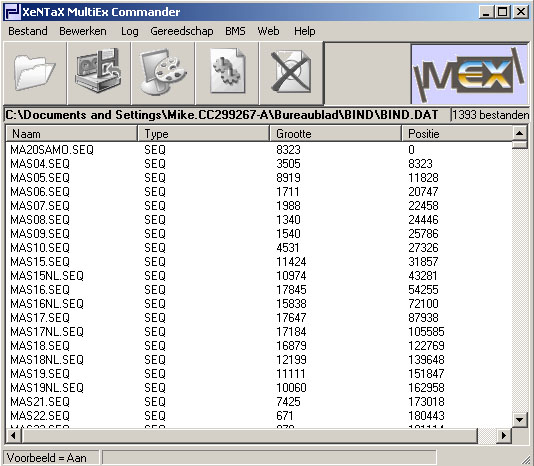 XeNTaX MultiEx Commander
Bestand Bewerken Log Gereedschap BMS Web Help
MEX
C:\Documents and Settings\Mike.CC299267-A\Bureaublad\BIND\BIND.DAT 1393 bestanden
Naam Type Grootte Positie
MA20SAMO.SEQ SEQ 8323 0
MAS04.SEQ SEQ 3505 8323
MAS05.SEQ SEQ 8919 11828
MAS06.SEQ SEQ 1711 20747
MAS07.SEQ SEQ 1988 22458
MAS08.SEQ SEQ 1340 24446
MAS09.SEQ SEQ 1540 25786
MAS10.SEQ SEQ 4531 27326
MAS15.SEQ SEQ 11424 31857
MAS15NL.SEQ SEQ 10974 43281
MAS16.SEQ SEQ 17845 54255
MAS16NL.SEQ SEQ 15838 72100
MAS17.SEQ SEQ 17647 87938
MAS17NL.SEQ SEQ 17184 105585
MAS18.SEQ SEQ 16879 122769
MAS18NL.SEQ SEQ 12199 139648
MAS19.SEQ SEQ 11111 151847
MAS19NL.SEQ SEQ 10060 162958
MAS21.SEQ SEQ 7425 173018
MAS22.SEQ SEQ 671 180443
Voorbeeld = Aan